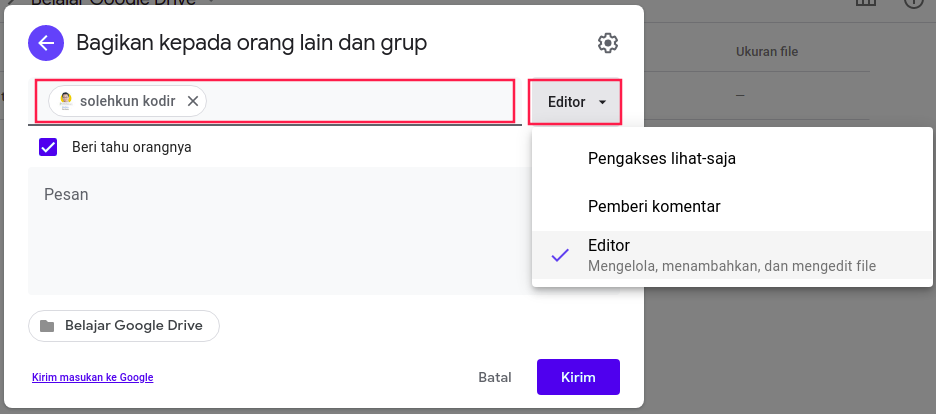 Belajar Google Drive
Bagikan kepada orang lain dan grup
Ukuran file
solehkun kodir
Editor
—
Beri tahu orangnya
Pengakses lihat-saja
Pesan
Pemberi komentar
Editor
Mengelola, menambahkan, dan mengedit file
Belajar Google Drive
Kirim masukan ke Google
Batal
Kirim